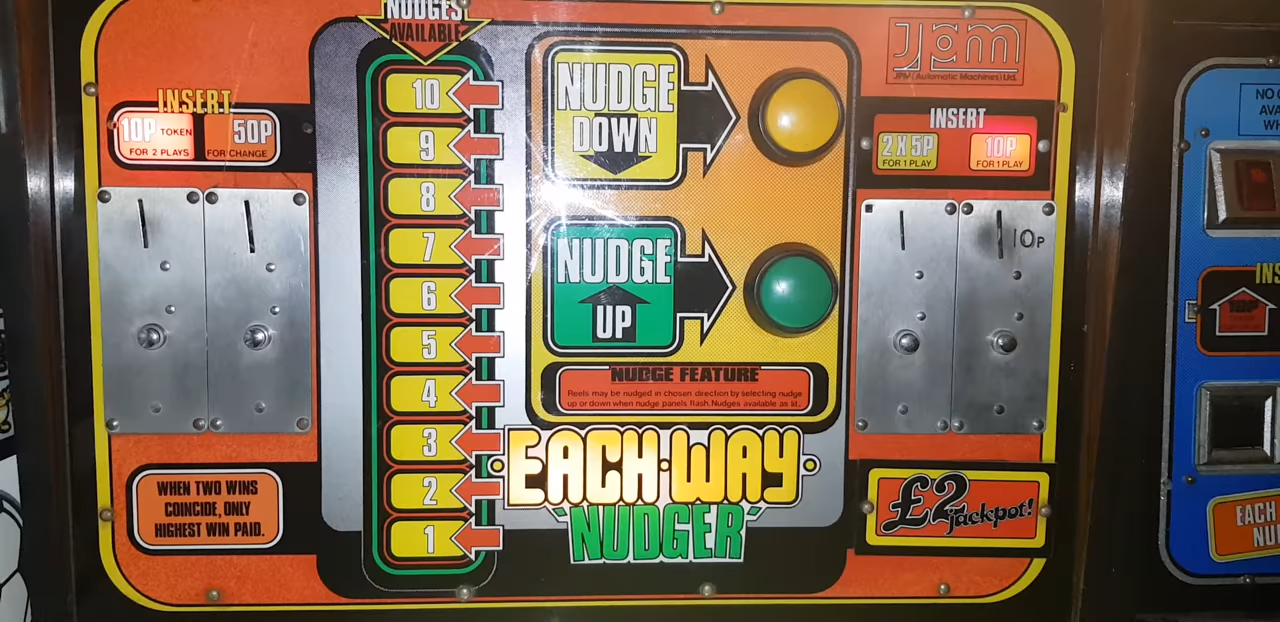 NUDGES
AVAILABLE
10
9
8
7
6
5
4
3
2
1
INSERT
10P TOKEN
FOR 2 PLAYS
50P
FOR CHANGE
WHEN TWO WINS
COINCIDE, ONLY
HIGHEST WIN PAID.
NUDGE
DOWN
NUDGE
UP
NUDGE FEATURE
Reels may be nudged in chosen direction by selecting nudge
up or down when nudge panels flash. Nudges available as lit.
EACH·WAY
NUDGER
JPM
JPM (Automatic Machines) Ltd.
INSERT
2 X 5P
FOR 1 PLAY
10P
FOR 1 PLAY
10P
£2 jackpot!
NO
EACH